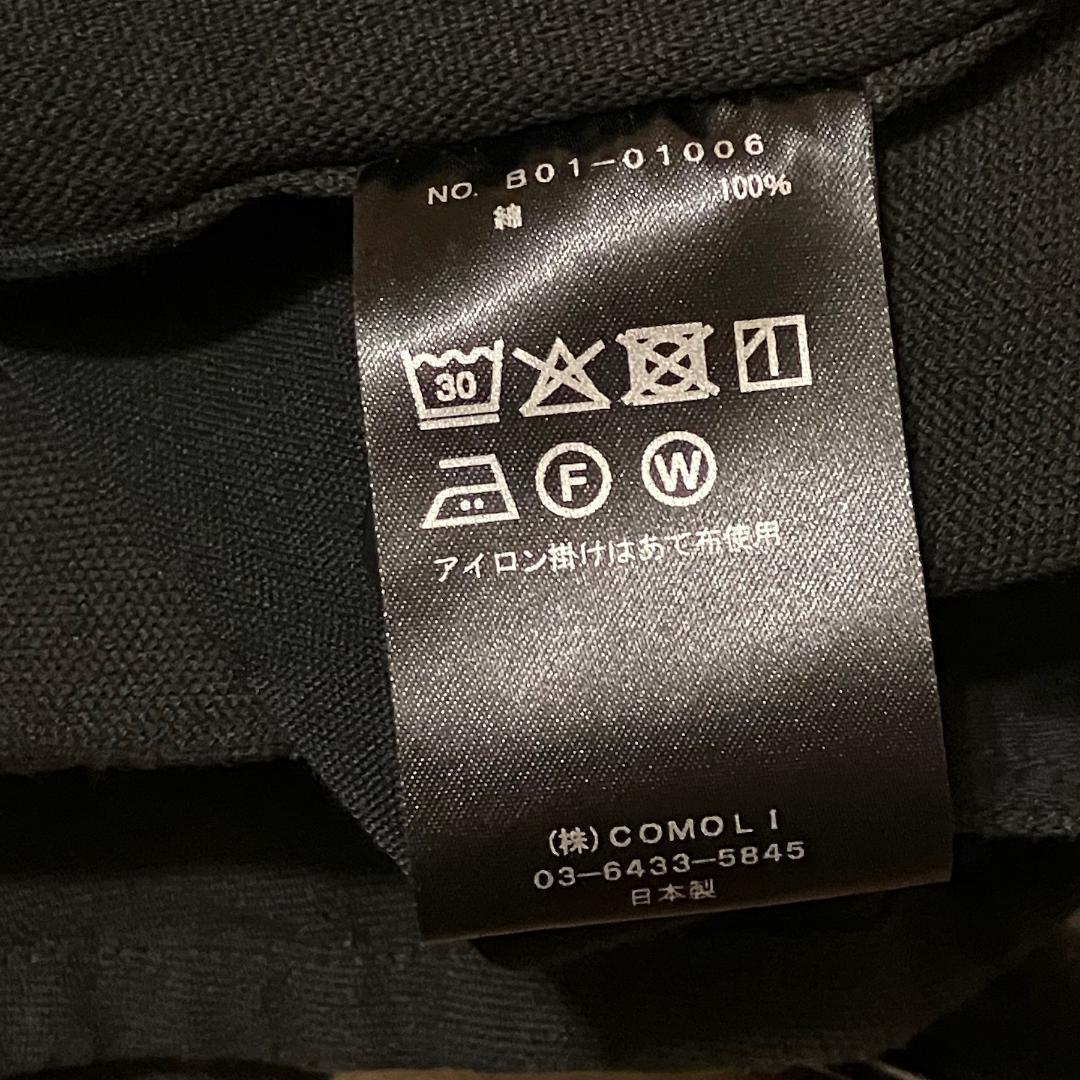 NO. B01-01006
綿 100%
30
F W
アイロン掛けはあて布使用
(株)COMOLI
03-6433-5845
日本製